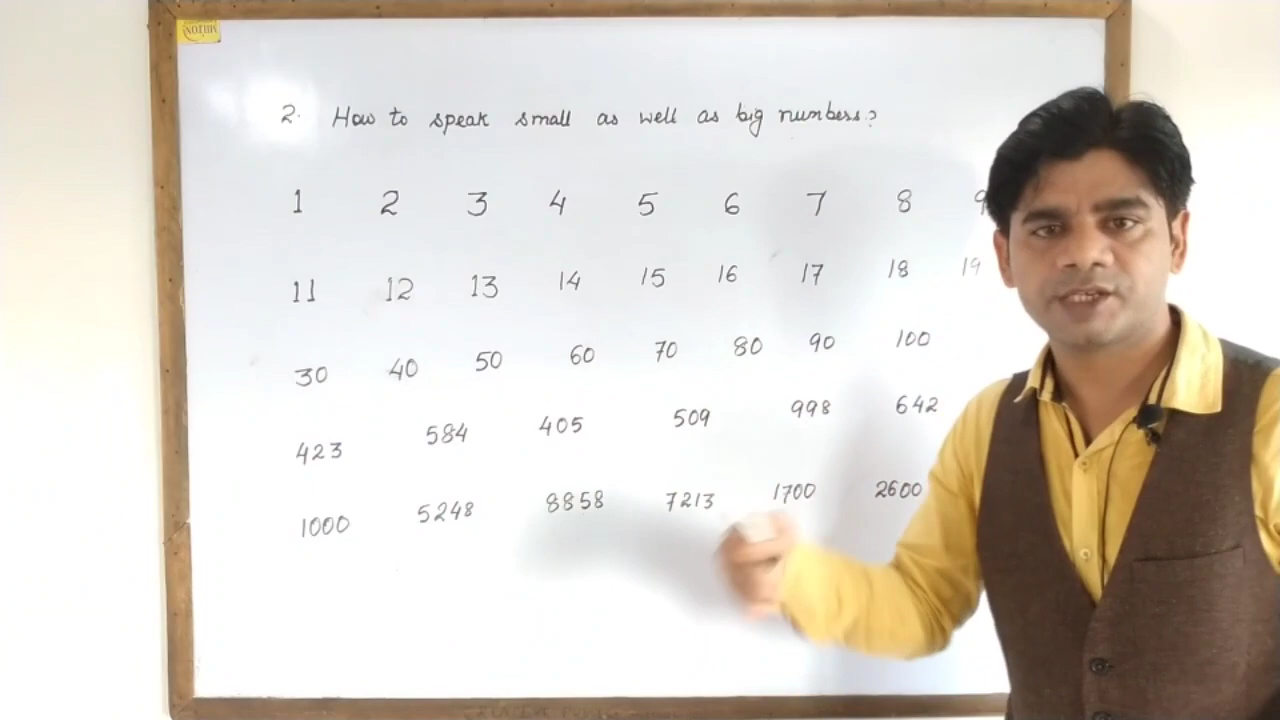 MILTON
2. How to speak small as well as big numbers?
1 2 3 4 5 6 7 8 9
11 12 13 14 15 16 17 18 19
30 40 50 60 70 80 90 100
423 584 405 509 998 642
1000 5248 8858 7213 1700 2600